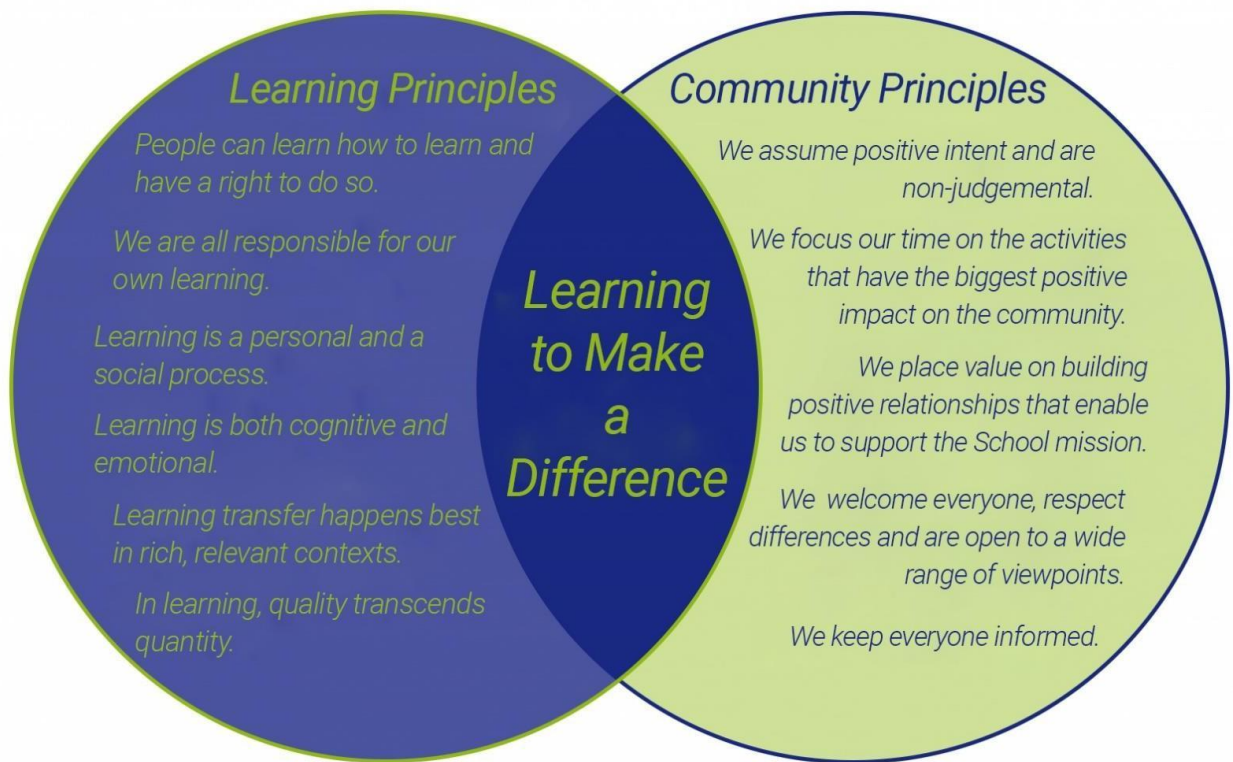 Learning Principles
People can learn how to learn and
have a right to do so.
We are all responsible for our
own learning.
Learning is a personal and a
social process.
Learning is both cognitive and
emotional.
Learning transfer happens best
in rich, relevant contexts.
In learning, quality transcends
quantity.
Learning
to Make
a
Difference
Community Principles
We assume positive intent and are
non-judgemental.
We focus our time on the activities
that have the biggest positive
impact on the community.
We place value on building
positive relationships that enable
us to support the School mission.
We welcome everyone, respect
differences and are open to a wide
range of viewpoints.
We keep everyone informed.